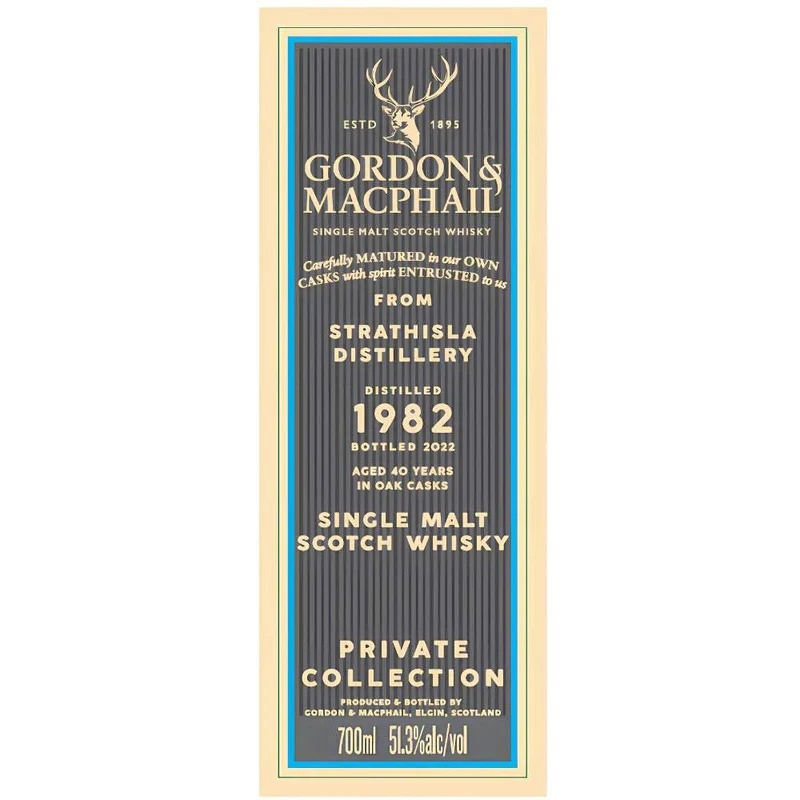 ESTD 1895
GORDON &
MACPHAIL
SINGLE MALT SCOTCH WHISKY
Carefully MATURED in our OWN
CASKS with spirit ENTRUSTED to us
FROM
STRATHISLA
DISTILLERY
DISTILLED
1982
BOTTLED 2022
AGED 40 YEARS
IN OAK CASKS
SINGLE MALT
SCOTCH WHISKY
PRIVATE
COLLECTION
PRODUCED & BOTTLED BY
GORDON & MACPHAIL, ELGIN, SCOTLAND
700ml 51.3%alc/vol